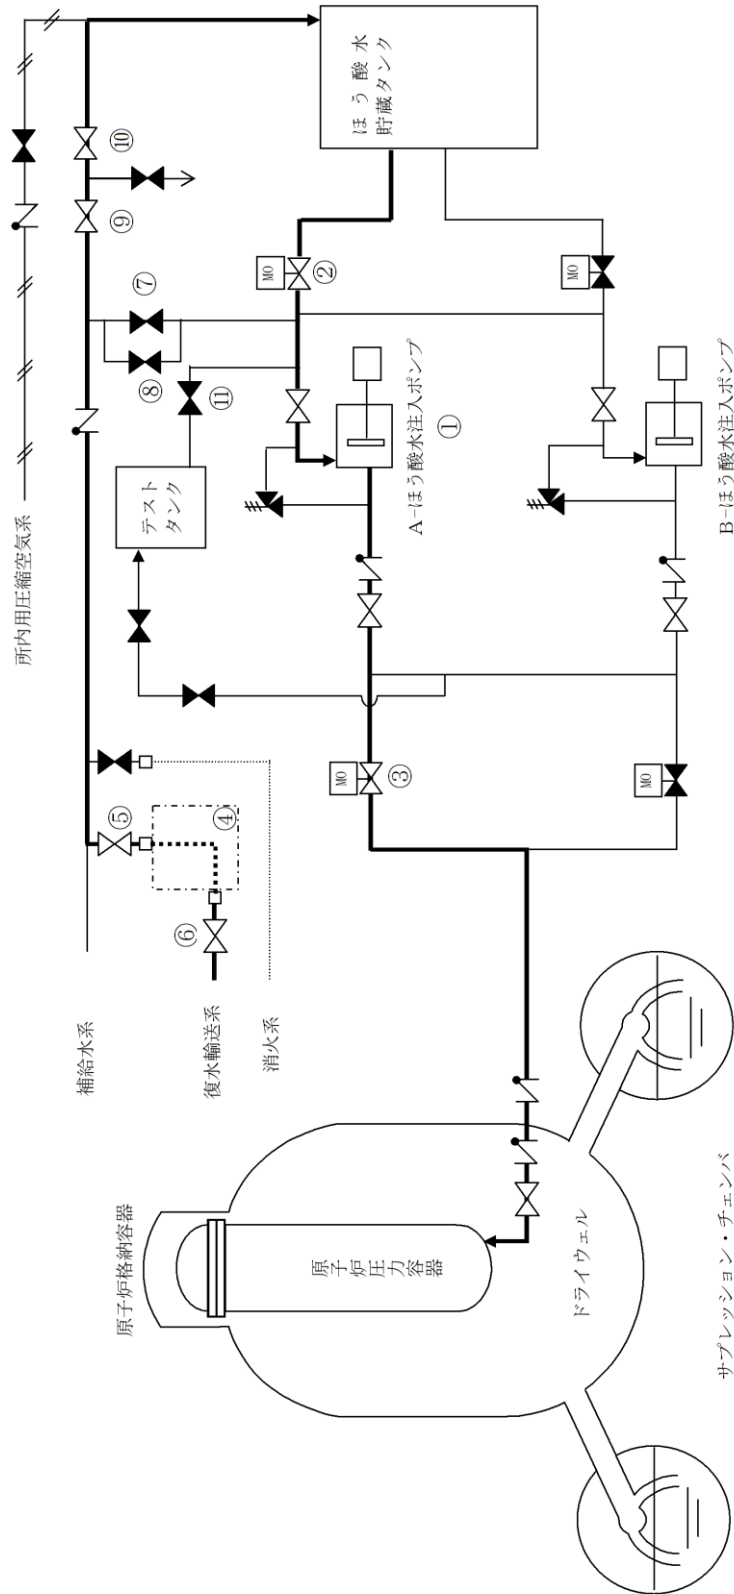 所内用圧縮空気系
⑩
⑨
⑦
⑧
⑪
テスト
タンク
ほう酸水
貯蔵タンク
MO
②
MO
A-ほう酸水注入ポンプ
①
B-ほう酸水注入ポンプ
MO
③
MO
⑤
④
⑥
補給水系
復水輸送系
消火系
原子炉格納容器
原子炉圧力容器
ドライウェル
サプレッション・チェンバ